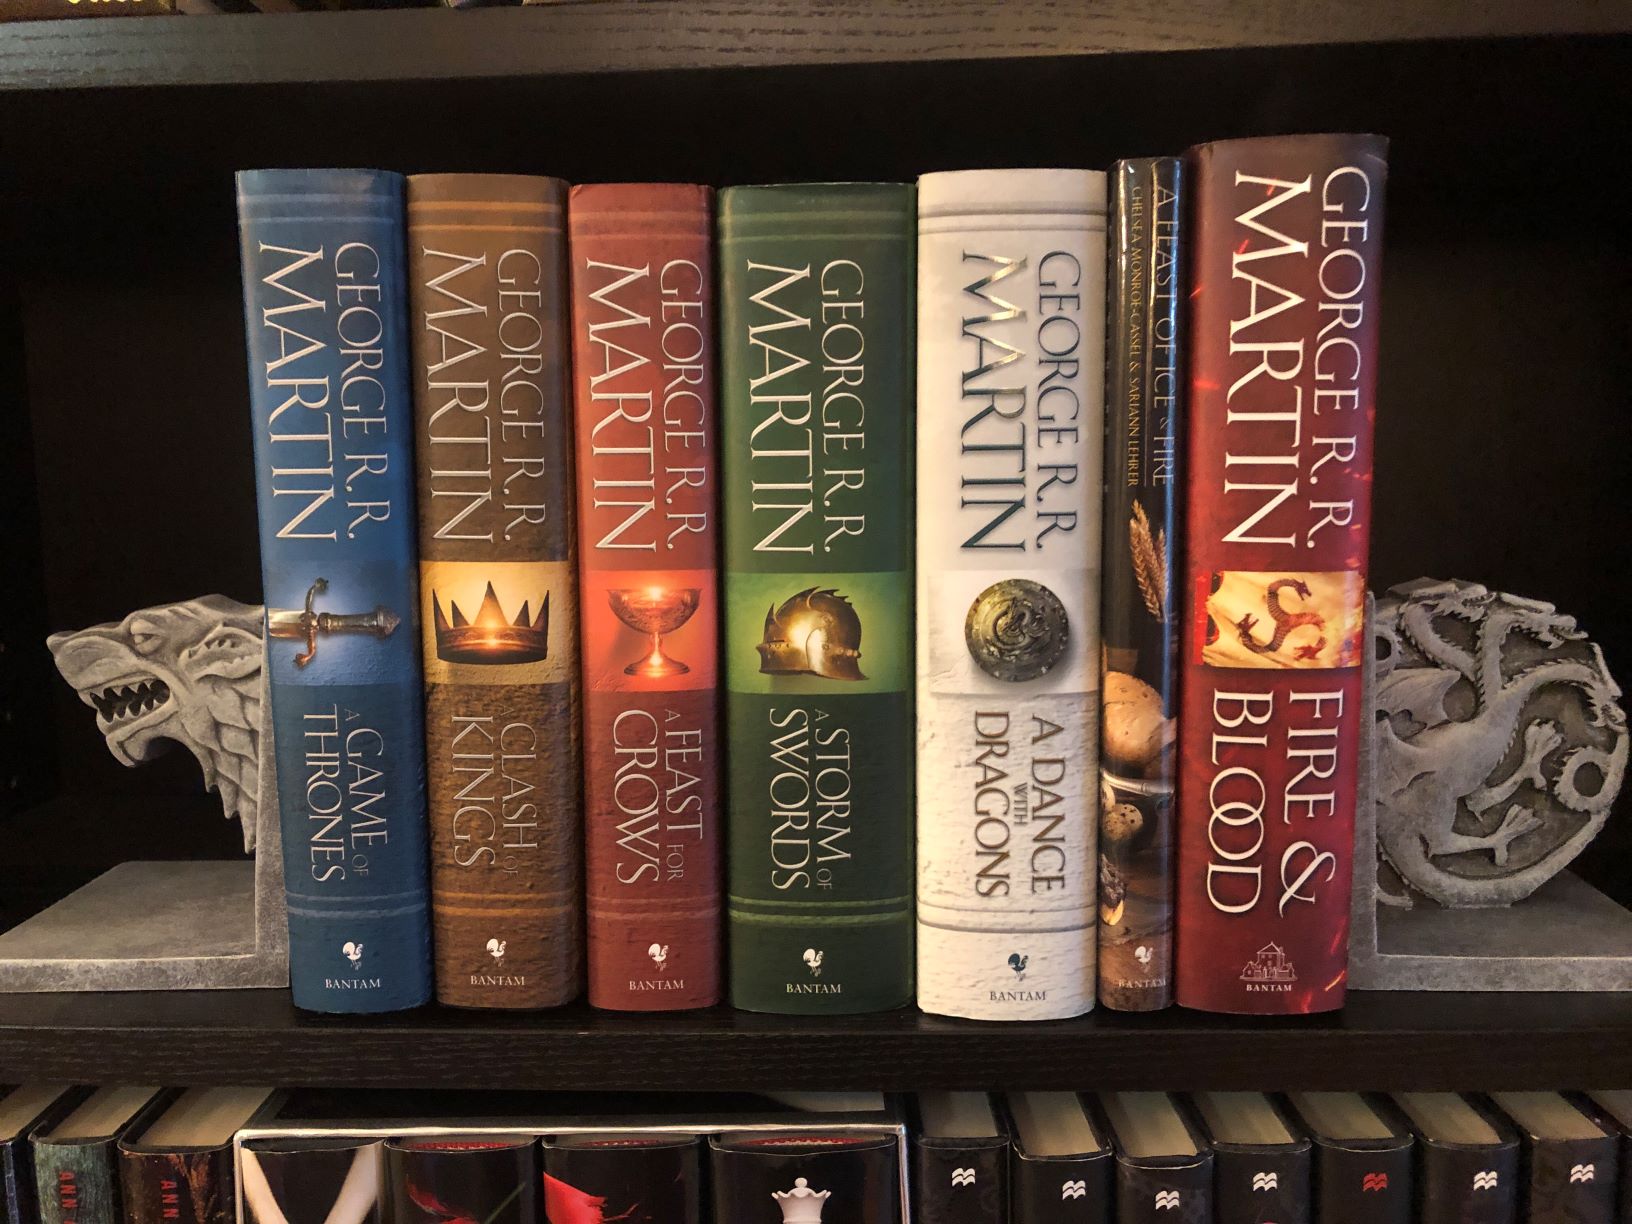 GEORGE R.R.
MARTIN
A GAME OF
THRONES
BANTAM
GEORGE R.R.
MARTIN
A CLASH OF
KINGS
BANTAM
GEORGE R.R.
MARTIN
A FEAST FOR
CROWS
BANTAM
GEORGE R.R.
MARTIN
A STORM OF
SWORDS
BANTAM
GEORGE R.R.
MARTIN
A DANCE
WITH
DRAGONS
BANTAM
A FEAST OF ICE & FIRE
CHELSEA MONROE-CASSEL & SARIANN LEHRER
BANTAM
GEORGE R. R.
MARTIN
FIRE &
BLOOD
BANTAM
ANN
ANN